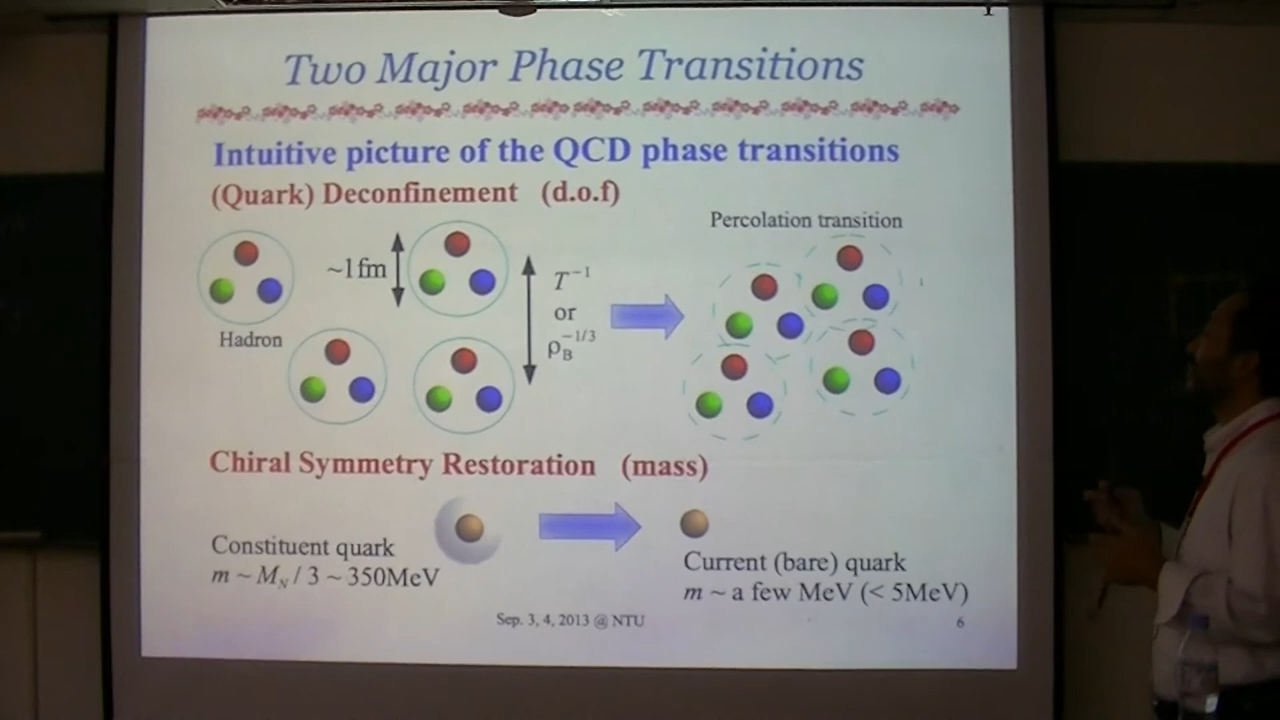 Two Major Phase Transitions
Intuitive picture of the QCD phase transitions
(Quark) Deconfinement (d.o.f)
Percolation transition
~1fm
T⁻¹
or
ρ_B^−1/3
Hadron
Chiral Symmetry Restoration (mass)
Constituent quark
m ~ M_N / 3 ~ 350MeV
Current (bare) quark
m ~ a few MeV (< 5MeV)
Sep. 3, 4, 2013 @ NTU
6